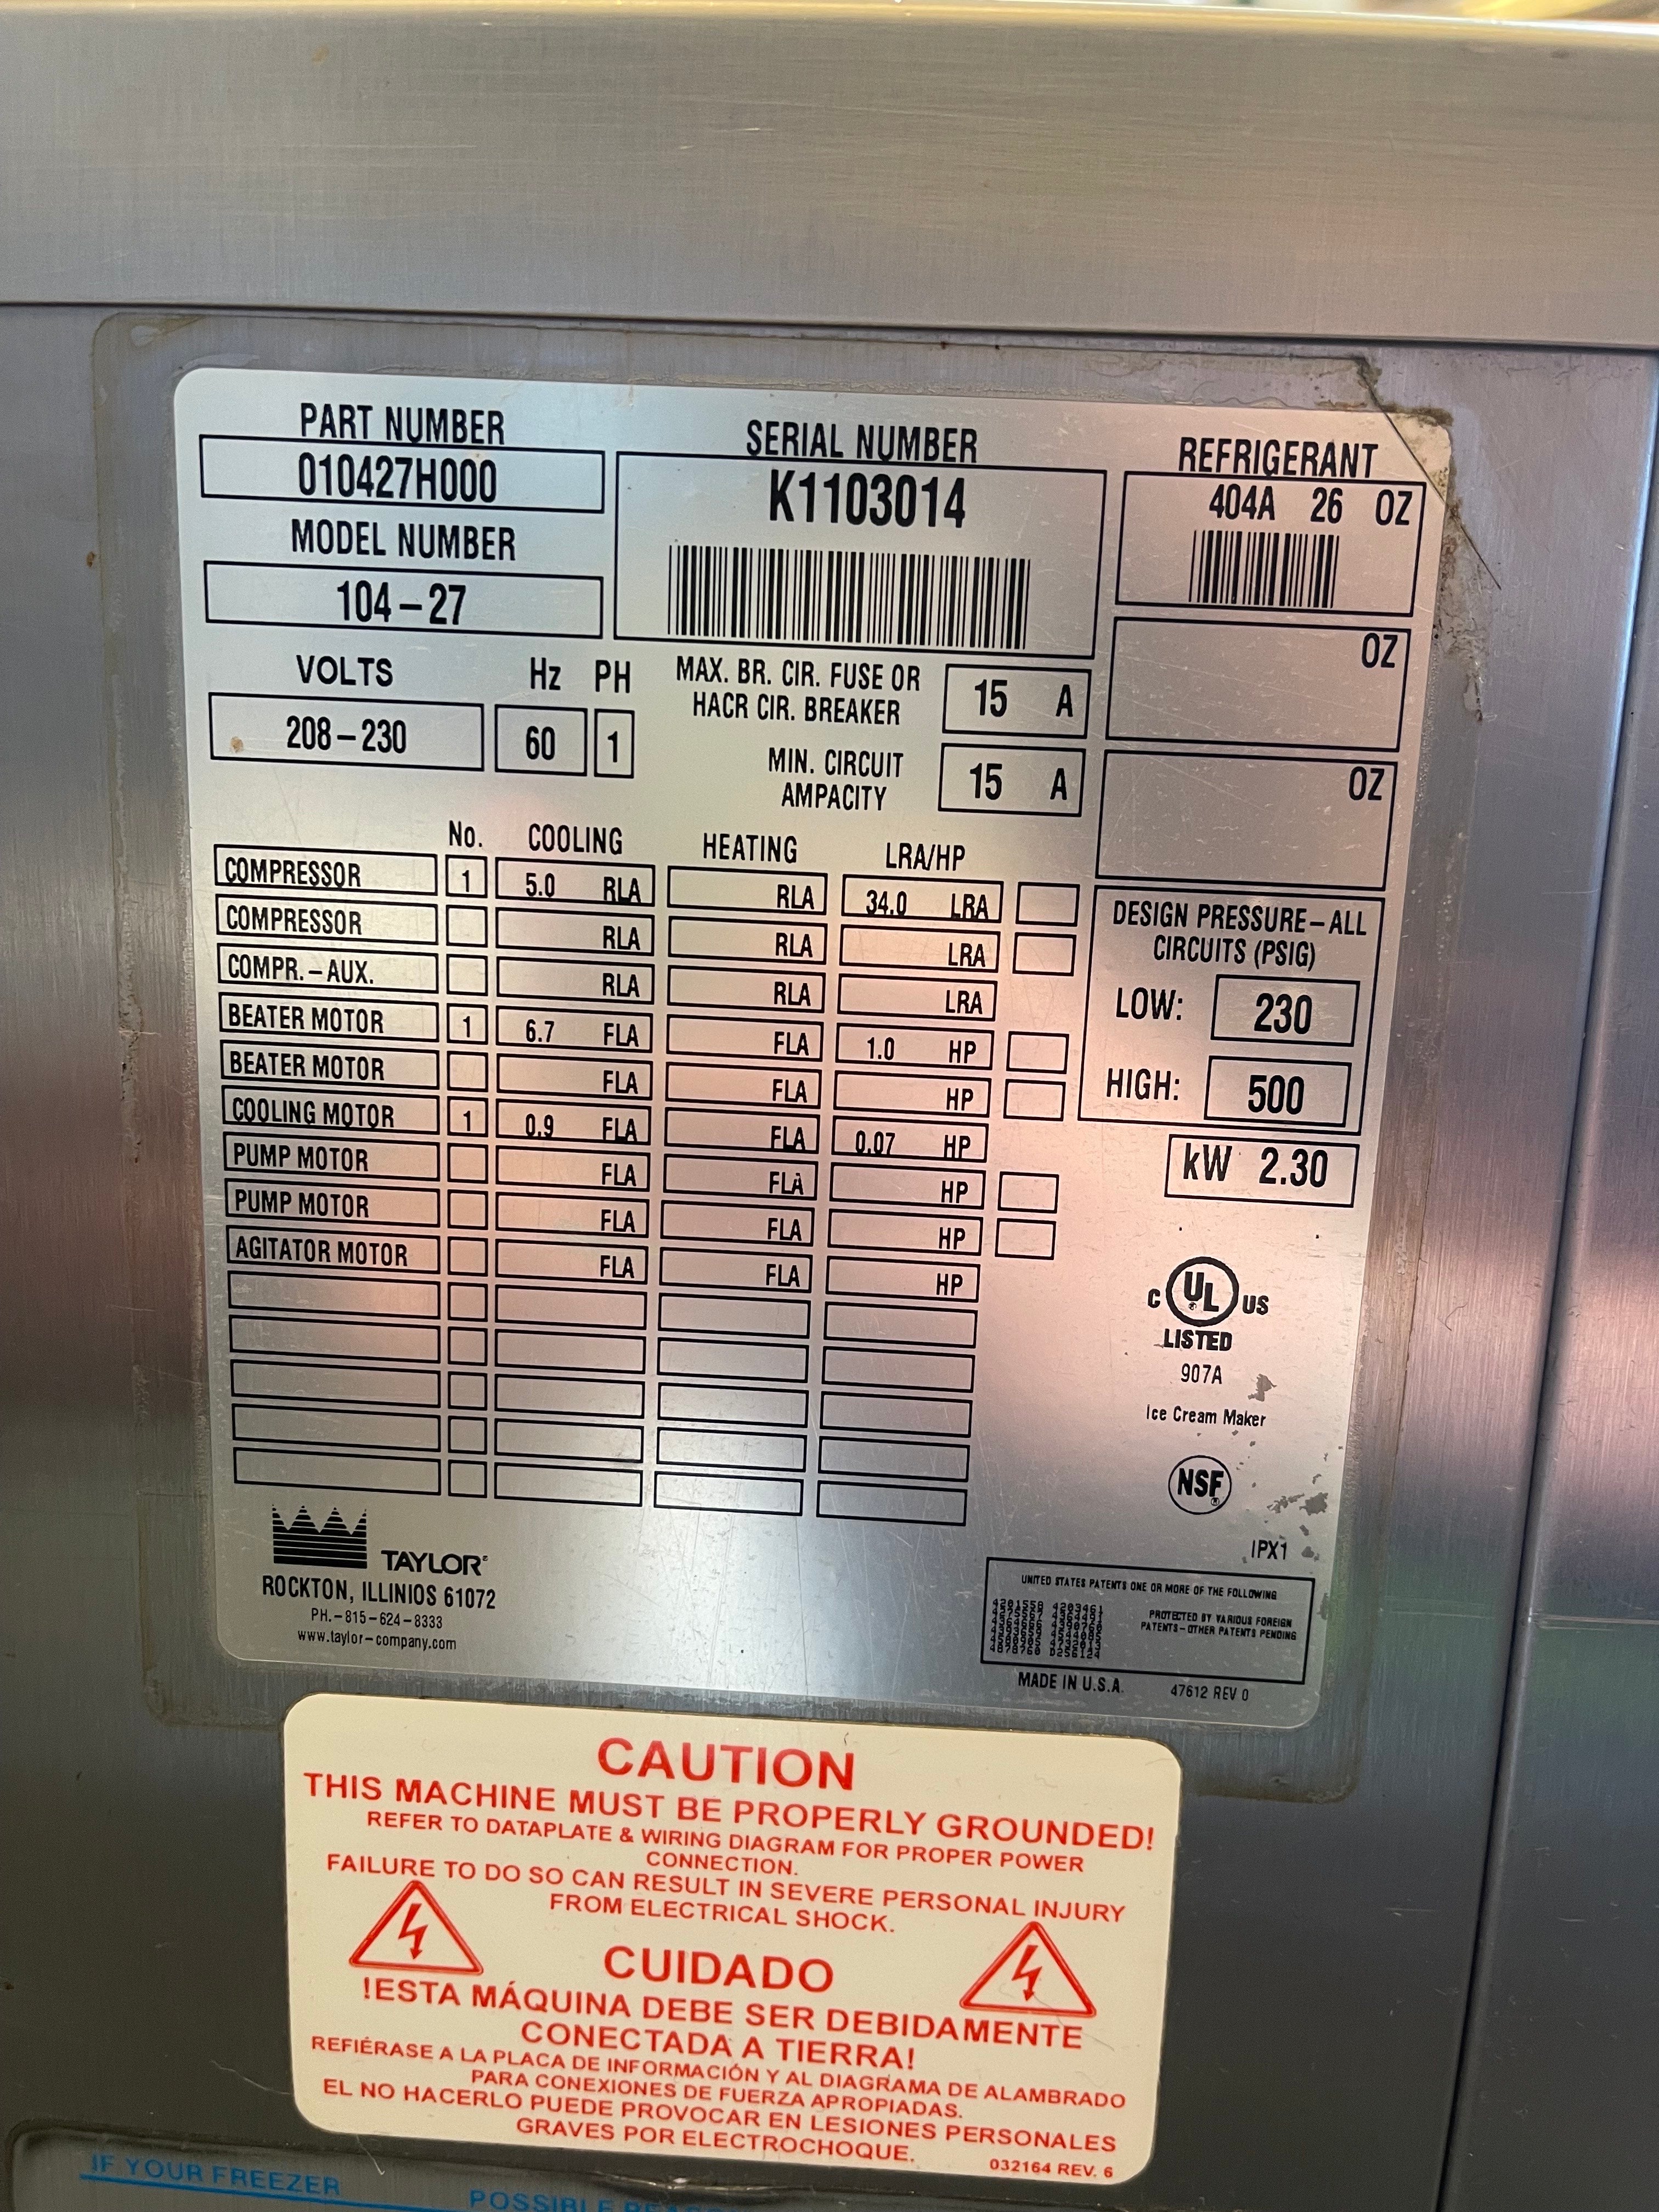 PART NUMBER
010427H000
MODEL NUMBER
104-27
SERIAL NUMBER
K1103014
REFRIGERANT
404A 26 OZ
OZ
OZ
VOLTS Hz PH
208-230 60 1
MAX. BR. CIR. FUSE OR
HACR CIR. BREAKER
15 A
MIN. CIRCUIT
AMPACITY
15 A
No. COOLING HEATING LRA/HP
COMPRESSOR 1 5.0 RLA RLA 34.0 LRA
COMPRESSOR RLA RLA LRA
COMPR.-AUX. RLA RLA LRA
BEATER MOTOR 1 6.7 FLA FLA 1.0 HP
BEATER MOTOR FLA FLA HP
COOLING MOTOR 1 0.9 FLA FLA 0.07 HP
PUMP MOTOR FLA FLA HP
PUMP MOTOR FLA FLA HP
AGITATOR MOTOR FLA FLA HP
DESIGN PRESSURE-ALL
CIRCUITS (PSIG)
LOW: 230
HIGH: 500
kW 2.30
C UL US
LISTED
907A
Ice Cream Maker
NSF
IPX1
TAYLOR
ROCKTON, ILLINIOS 61072
PH.-815-624-8333
www.taylor-company.com
UNITED STATES PATENTS ONE OR MORE OF THE FOLLOWING
PROTECTED BY VARIOUS FOREIGN
PATENTS-OTHER PATENTS PENDING
MADE IN U.S.A. 47612 REV 0
CAUTION
THIS MACHINE MUST BE PROPERLY GROUNDED!
REFER TO DATAPLATE & WIRING DIAGRAM FOR PROPER POWER
CONNECTION.
FAILURE TO DO SO CAN RESULT IN SEVERE PERSONAL INJURY
FROM ELECTRICAL SHOCK.
CUIDADO
!ESTA MÁQUINA DEBE SER DEBIDAMENTE
CONECTADA A TIERRA!
REFIÉRASE A LA PLACA DE INFORMACIÓN Y AL DIAGRAMA DE ALAMBRADO
PARA CONEXIONES DE FUERZA APROPIADAS.
EL NO HACERLO PUEDE PROVOCAR EN LESIONES PERSONALES
GRAVES POR ELECTROCHOQUE.
032164 REV. 6
IF YOUR FREEZER
POSSIBLE